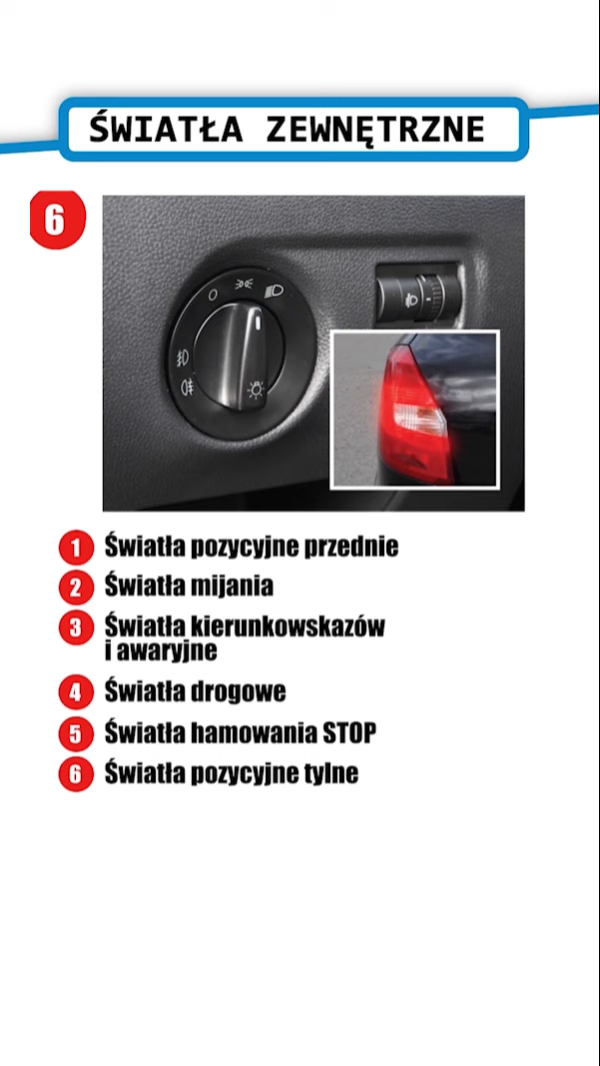 ŚWIATŁA ZEWNĘTRZNE
6
1 Światła pozycyjne przednie
2 Światła mijania
3 Światła kierunkowskazów
i awaryjne
4 Światła drogowe
5 Światła hamowania STOP
6 Światła pozycyjne tylne